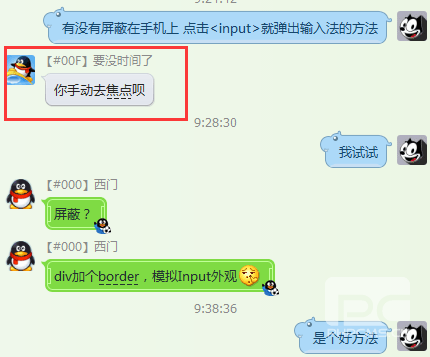 有没有屏蔽在手机上 点击<input>就弹出输入法的方法
【#00F】要没时间了
你手动去焦点呗
9:28:30
我试试
【#000】西门
屏蔽？
【#000】西门
div加个border，模拟Input外观
9:38:36
是个好方法